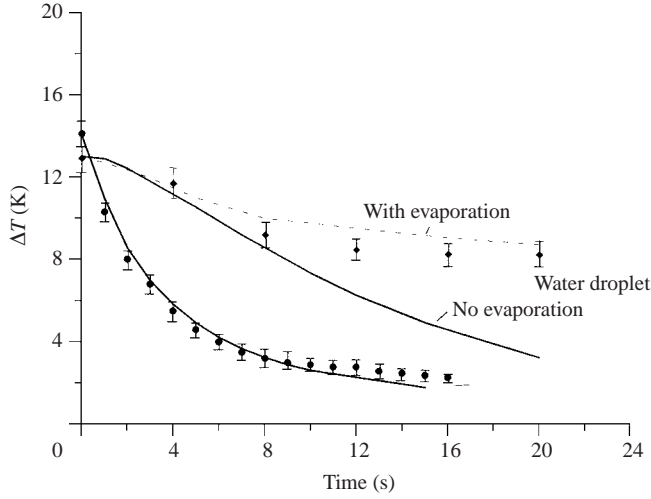 20
16
12
8
4
ΔT (K)
With evaporation
Water droplet
No evaporation
0 4 8 12 16 20 24
Time (s)